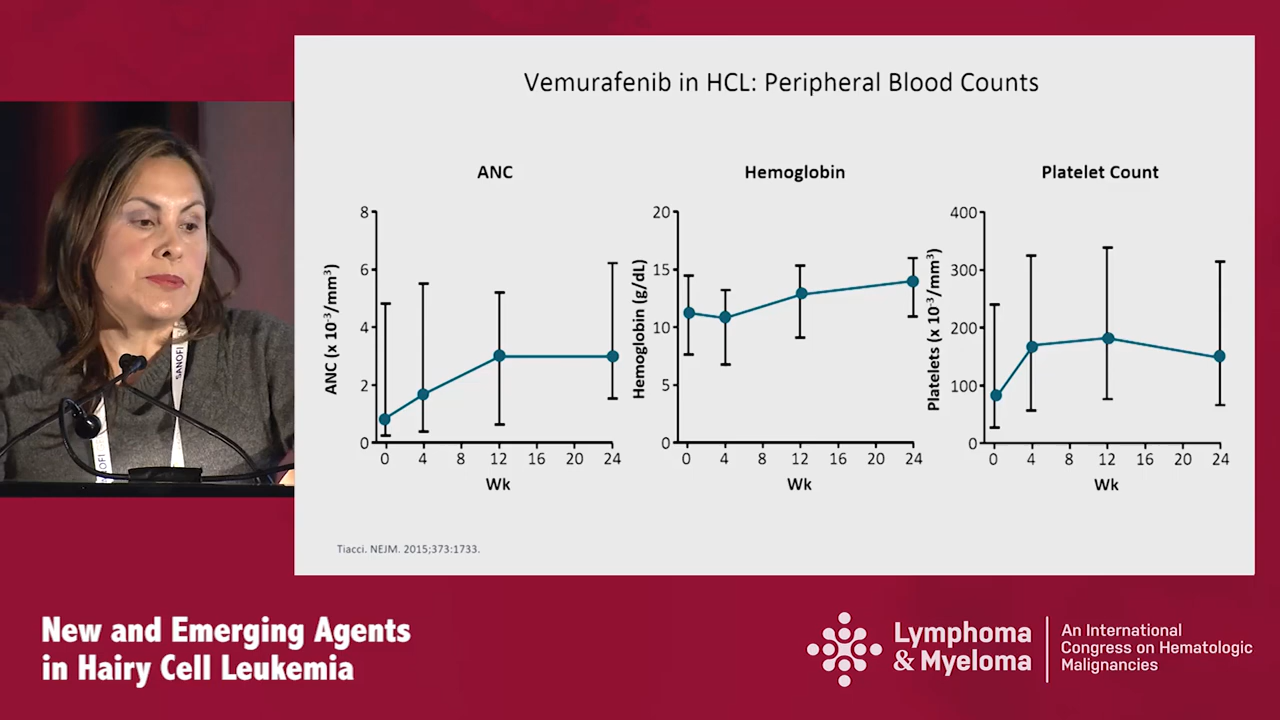 Vemurafenib in HCL: Peripheral Blood Counts
ANC
Hemoglobin
Platelet Count
ANC (x 10⁻³/mm³)
8
6
4
2
0
0 4 8 12 16 20 24
Wk
Hemoglobin (g/dL)
20
15
10
5
0
0 4 8 12 16 20 24
Wk
Platelets (x 10⁻³/mm³)
400
300
200
100
0
0 4 8 12 16 20 24
Wk
Tiacci. NEJM. 2015;373:1733.
SANOFI
SANOFI
New and Emerging Agents
in Hairy Cell Leukemia
Lymphoma
& Myeloma
An International
Congress on Hematologic
Malignancies